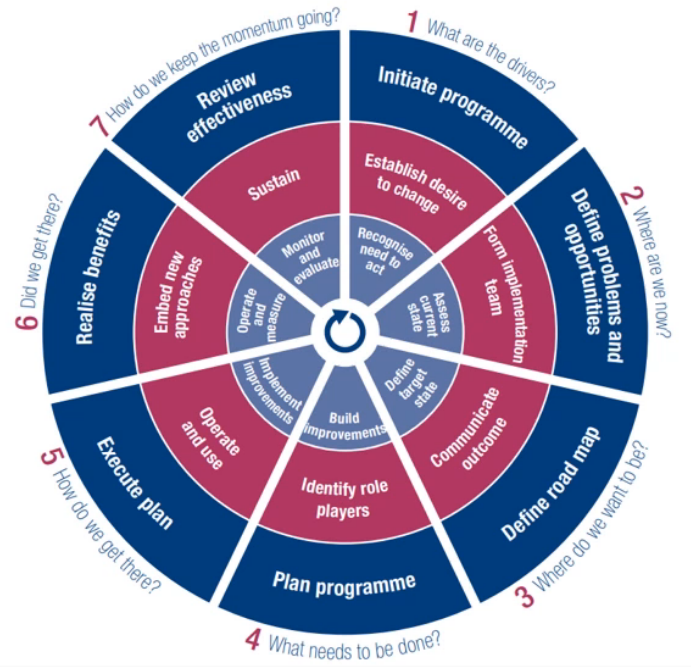 1 What are the drivers?
Initiate programme
Establish desire
to change
Recognise
need to
act
2 Where are we now?
Define problems and
opportunities
Form implementation
team
Assess
current
state
3 Where do we want to be?
Define road map
Communicate
outcome
Define
target
state
4 What needs to be done?
Plan programme
Identify role
players
Build
improvements
5 How do we get there?
Execute plan
Operate
and use
Implement
improvements
6 Did we get there?
Realise benefits
Embed new
approaches
Operate
and
measure
7 How do we keep the momentum going?
Review
effectiveness
Sustain
Monitor
and
evaluate